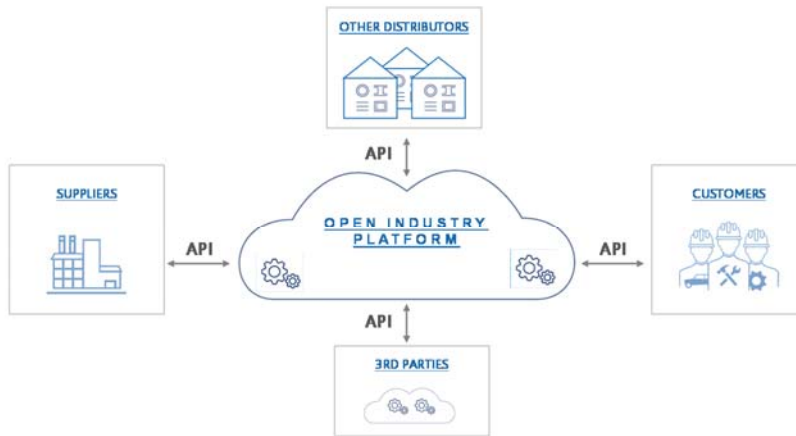 OTHER DISTRIBUTORS
API
SUPPLIERS
API
OPEN INDUSTRY
PLATFORM
API
CUSTOMERS
API
3RD PARTIES